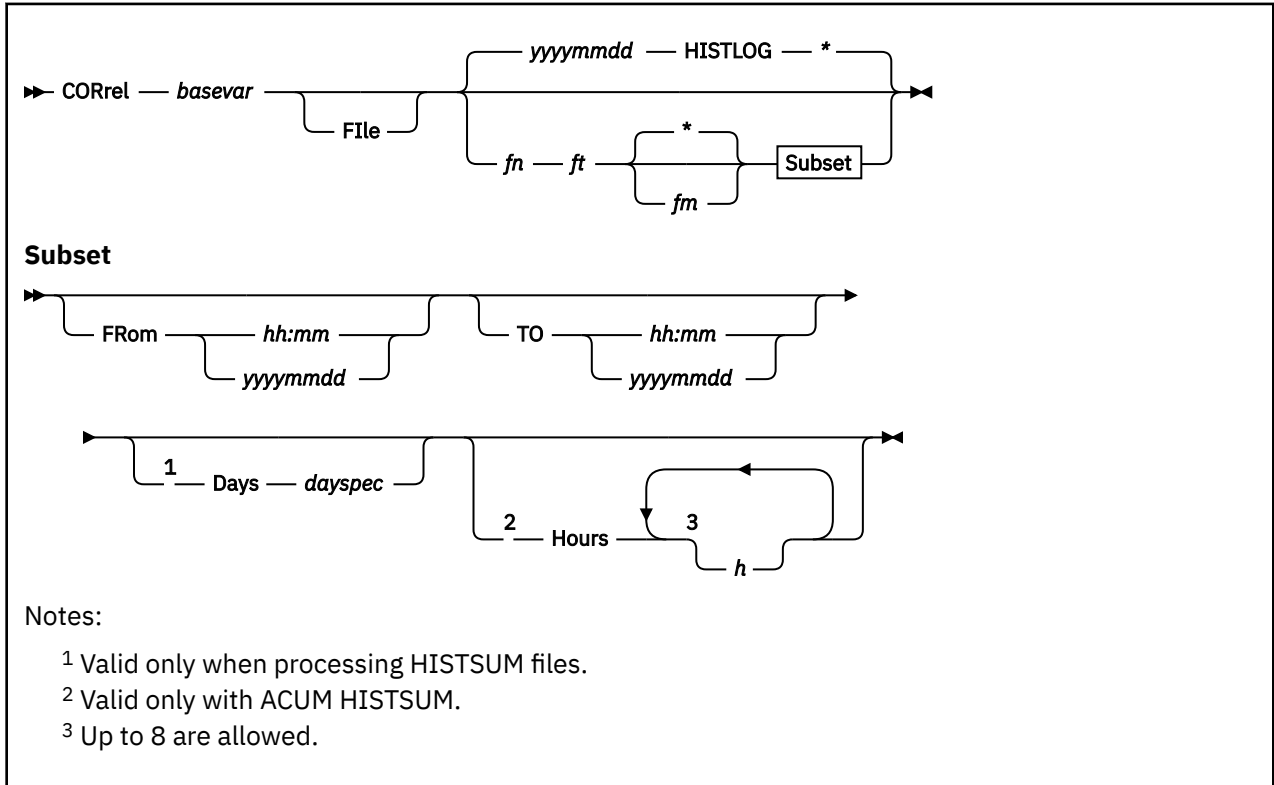 yyyymmdd HISTLOG *
CORrel basevar
FIle
*
fn ft Subset
fm
Subset
FRom hh:mm TO hh:mm
yyyymmdd yyyymmdd
1 Days dayspec
2 Hours 3
h
Notes:
1 Valid only when processing HISTSUM files.
2 Valid only with ACUM HISTSUM.
3 Up to 8 are allowed.